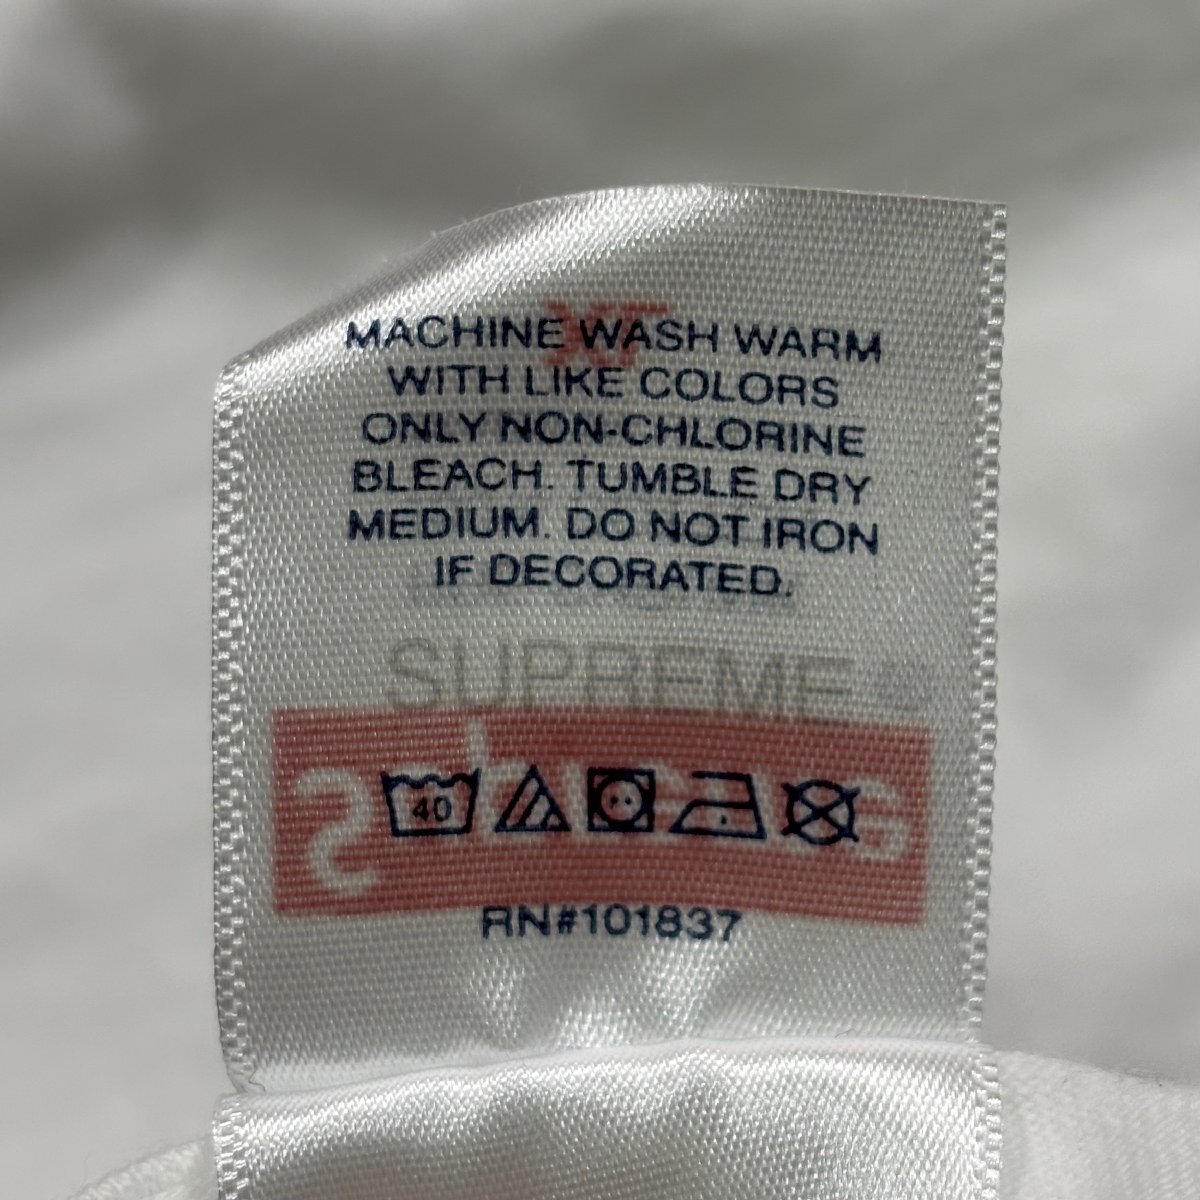 MACHINE WASH WARM
WITH LIKE COLORS
ONLY NON-CHLORINE
BLEACH. TUMBLE DRY
MEDIUM. DO NOT IRON
IF DECORATED.
SUPREME
40
RN#101837